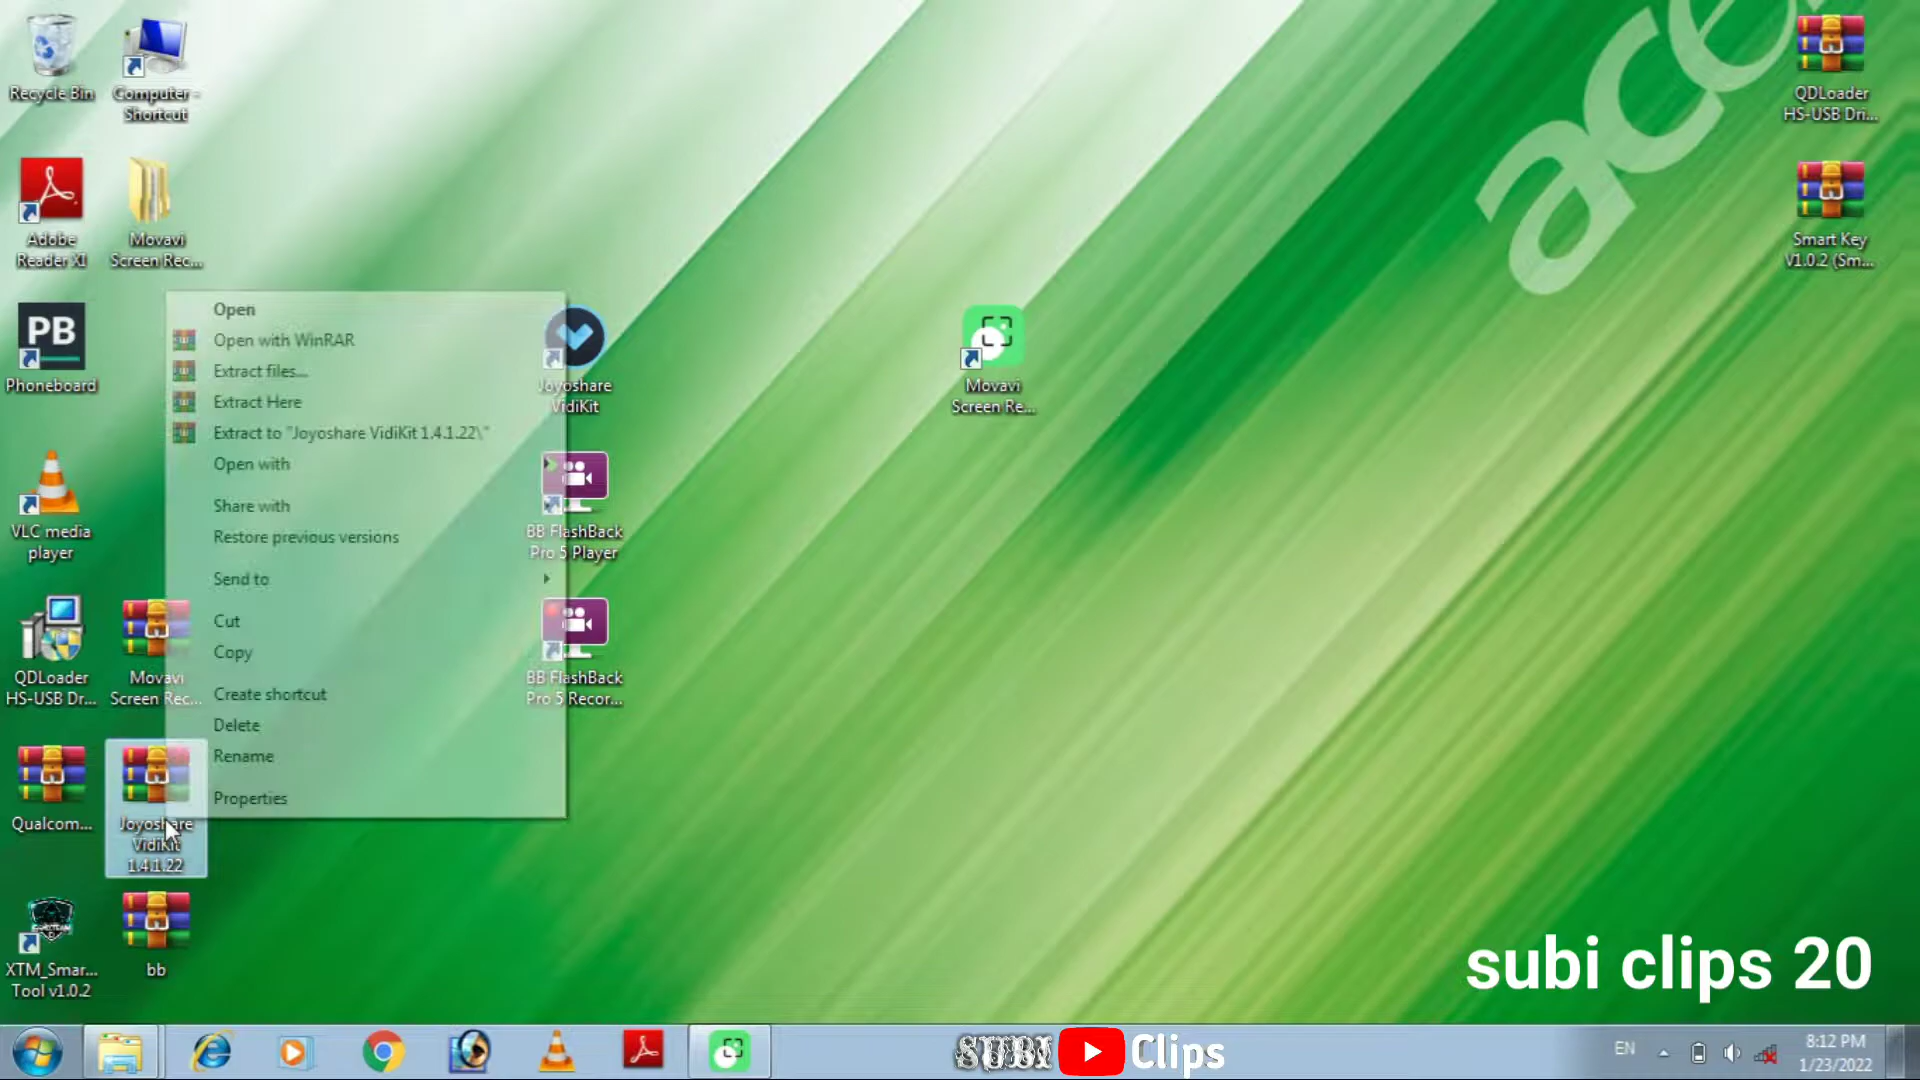 Recycle Bin
Computer -
Shortcut
Adobe
Reader XI
Movavi
Screen Rec...
PB
Phoneboard
VLC media
player
QDLoader
HS-USB Dr...
Movavi
Screen Rec...
Qualcom...
Joyoshare
VidiKit
1.4.1.22
XTM_Smar...
Tool v1.0.2
bb
Open
Open with WinRAR
Extract files...
Extract Here
Extract to "Joyoshare VidiKit 1.4.1.22\"
Open with
Share with
Restore previous versions
Send to
Cut
Copy
Create shortcut
Delete
Rename
Properties
Joyoshare
VidiKit
BB FlashBack
Pro 5 Player
BB FlashBack
Pro 5 Recor...
Movavi
Screen Re...
acer
QDLoader
HS-USB Dri...
Smart Key
V1.0.2 (Sm...
subi clips 20
SUBI Clips
EN
8:12 PM
1/23/2022